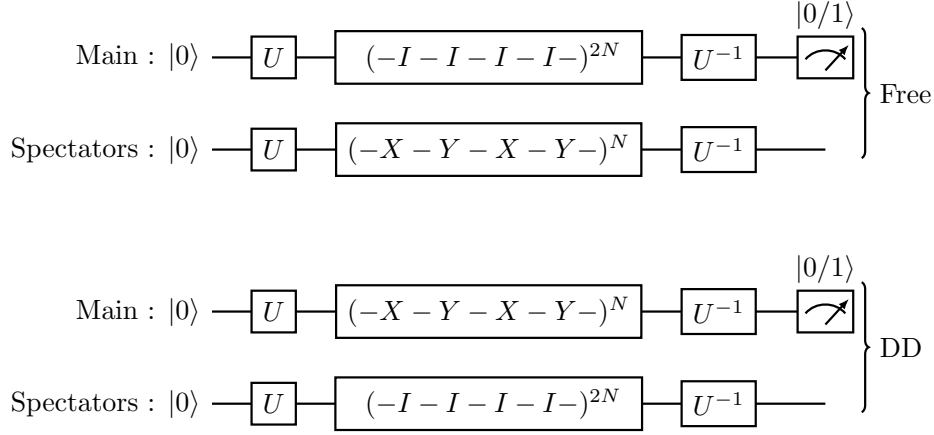 |0/1⟩
Main : |0⟩ U (−I − I − I − I−)^{2N} U^{−1}
Free
Spectators : |0⟩ U (−X − Y − X − Y−)^{N} U^{−1}
|0/1⟩
Main : |0⟩ U (−X − Y − X − Y−)^{N} U^{−1}
DD
Spectators : |0⟩ U (−I − I − I − I−)^{2N} U^{−1}